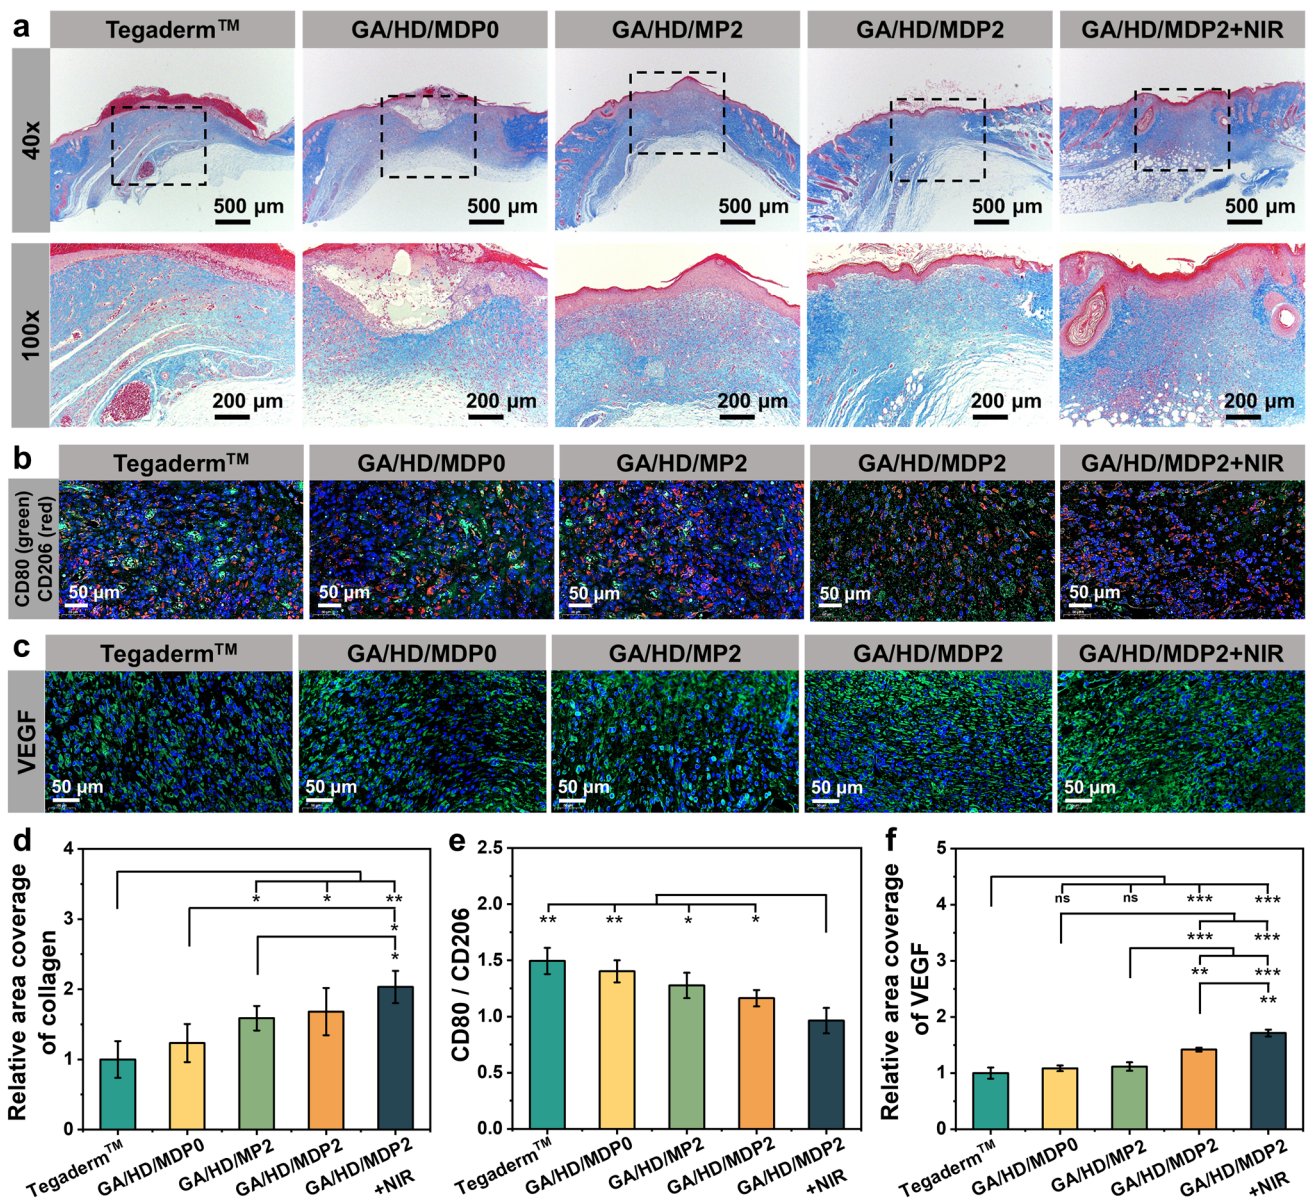 a
Tegaderm™
GA/HD/MDP0
GA/HD/MP2
GA/HD/MDP2
GA/HD/MDP2+NIR
40x
500 μm
500 μm
500 μm
500 μm
500 μm
100x
200 μm
200 μm
200 μm
200 μm
200 μm
b
Tegaderm™
GA/HD/MDP0
GA/HD/MP2
GA/HD/MDP2
GA/HD/MDP2+NIR
CD80 (green)
CD206 (red)
50 μm
50 μm
50 μm
50 μm
50 μm
c
Tegaderm™
GA/HD/MDP0
GA/HD/MP2
GA/HD/MDP2
GA/HD/MDP2+NIR
VEGF
50 μm
50 μm
50 μm
50 μm
50 μm
d
Relative area coverage
of collagen
4
3
2
1
0
* * **
*
*
Tegaderm™
GA/HD/MDP0
GA/HD/MP2
GA/HD/MDP2
GA/HD/MDP2
+NIR
e
CD80 / CD206
2.5
2.0
1.5
1.0
0.5
0.0
** ** * *
Tegaderm™
GA/HD/MDP0
GA/HD/MP2
GA/HD/MDP2
GA/HD/MDP2
+NIR
f
Relative area coverage
of VEGF
5
4
3
2
1
0
ns ns *** ***
*** ***
** ***
**
Tegaderm™
GA/HD/MDP0
GA/HD/MP2
GA/HD/MDP2
GA/HD/MDP2
+NIR